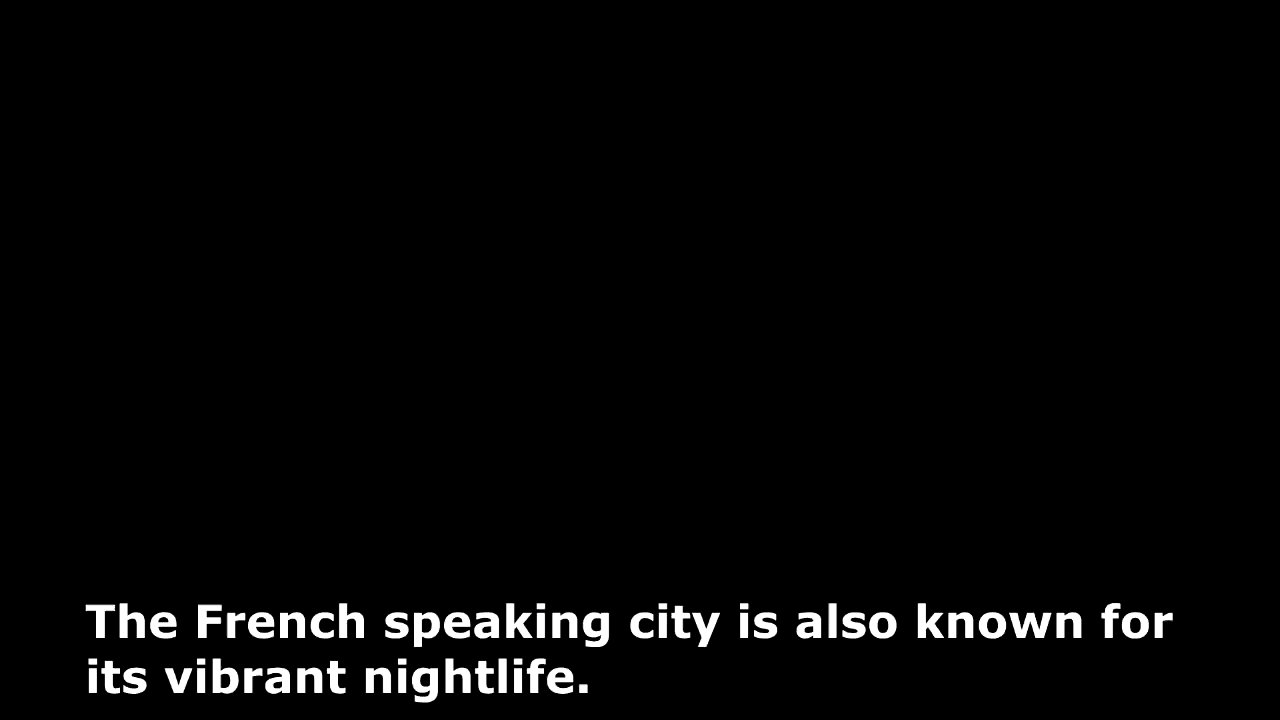 The French speaking city is also known for
its vibrant nightlife.